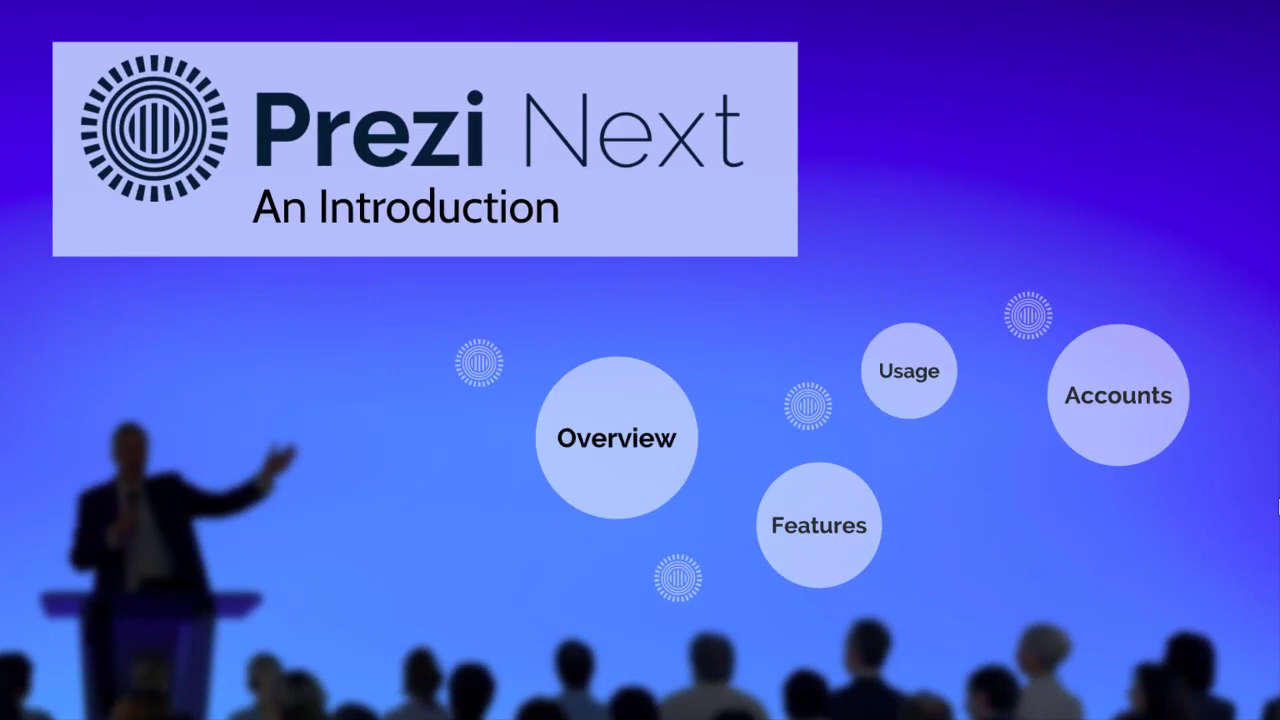 Prezi Next
An Introduction
Overview
Features
Usage
Accounts